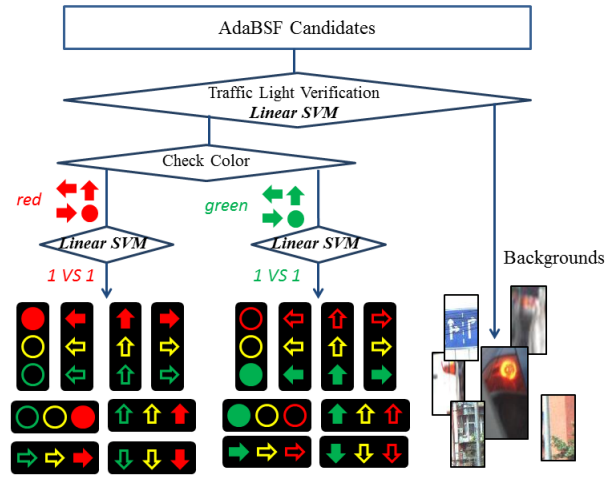 AdaBSF Candidates
Traffic Light Verification
Linear SVM
Check Color
red
green
Linear SVM
Linear SVM
1 VS 1
1 VS 1
Backgrounds